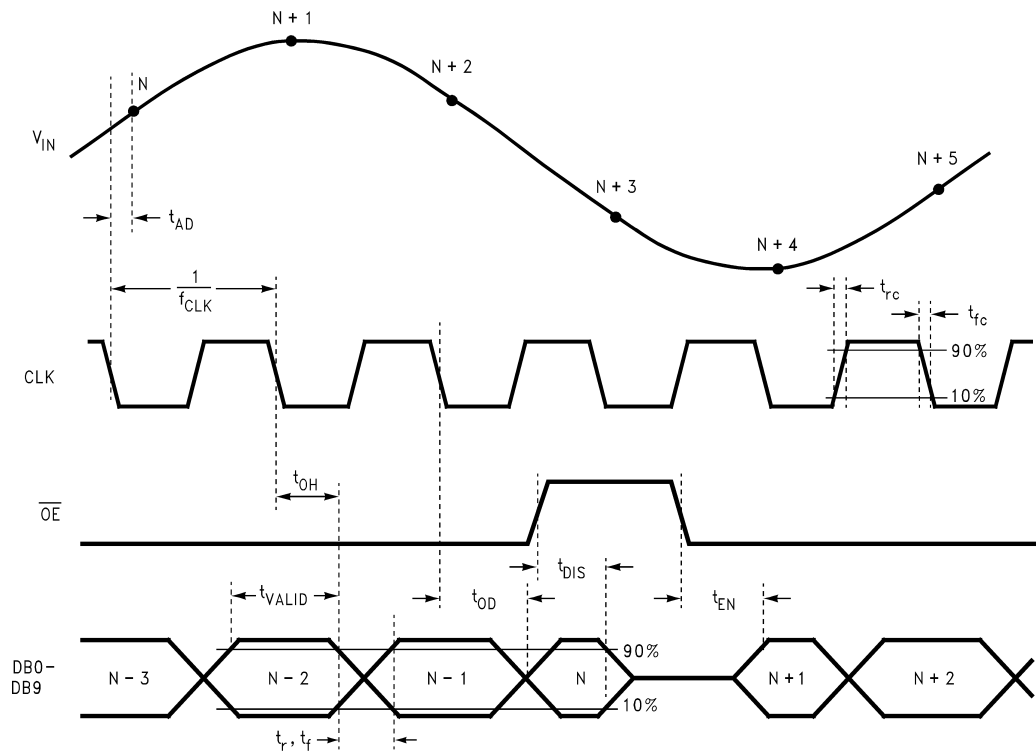 N + 1
N
N + 2
V_IN
N + 5
N + 3
t_AD
N + 4
1
f_CLK
t_rc
t_fc
90%
CLK
10%
t_OH
OE
t_DIS
t_VALID
t_OD
t_EN
90%
DB0–
DB9
N – 3
N – 2
N – 1
N
N + 1
N + 2
10%
t_r , t_f